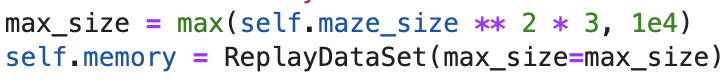 max_size = max(self.maze_size ** 2 * 3, 1e4)
self.memory = ReplayDataSet(max_size=max_size)